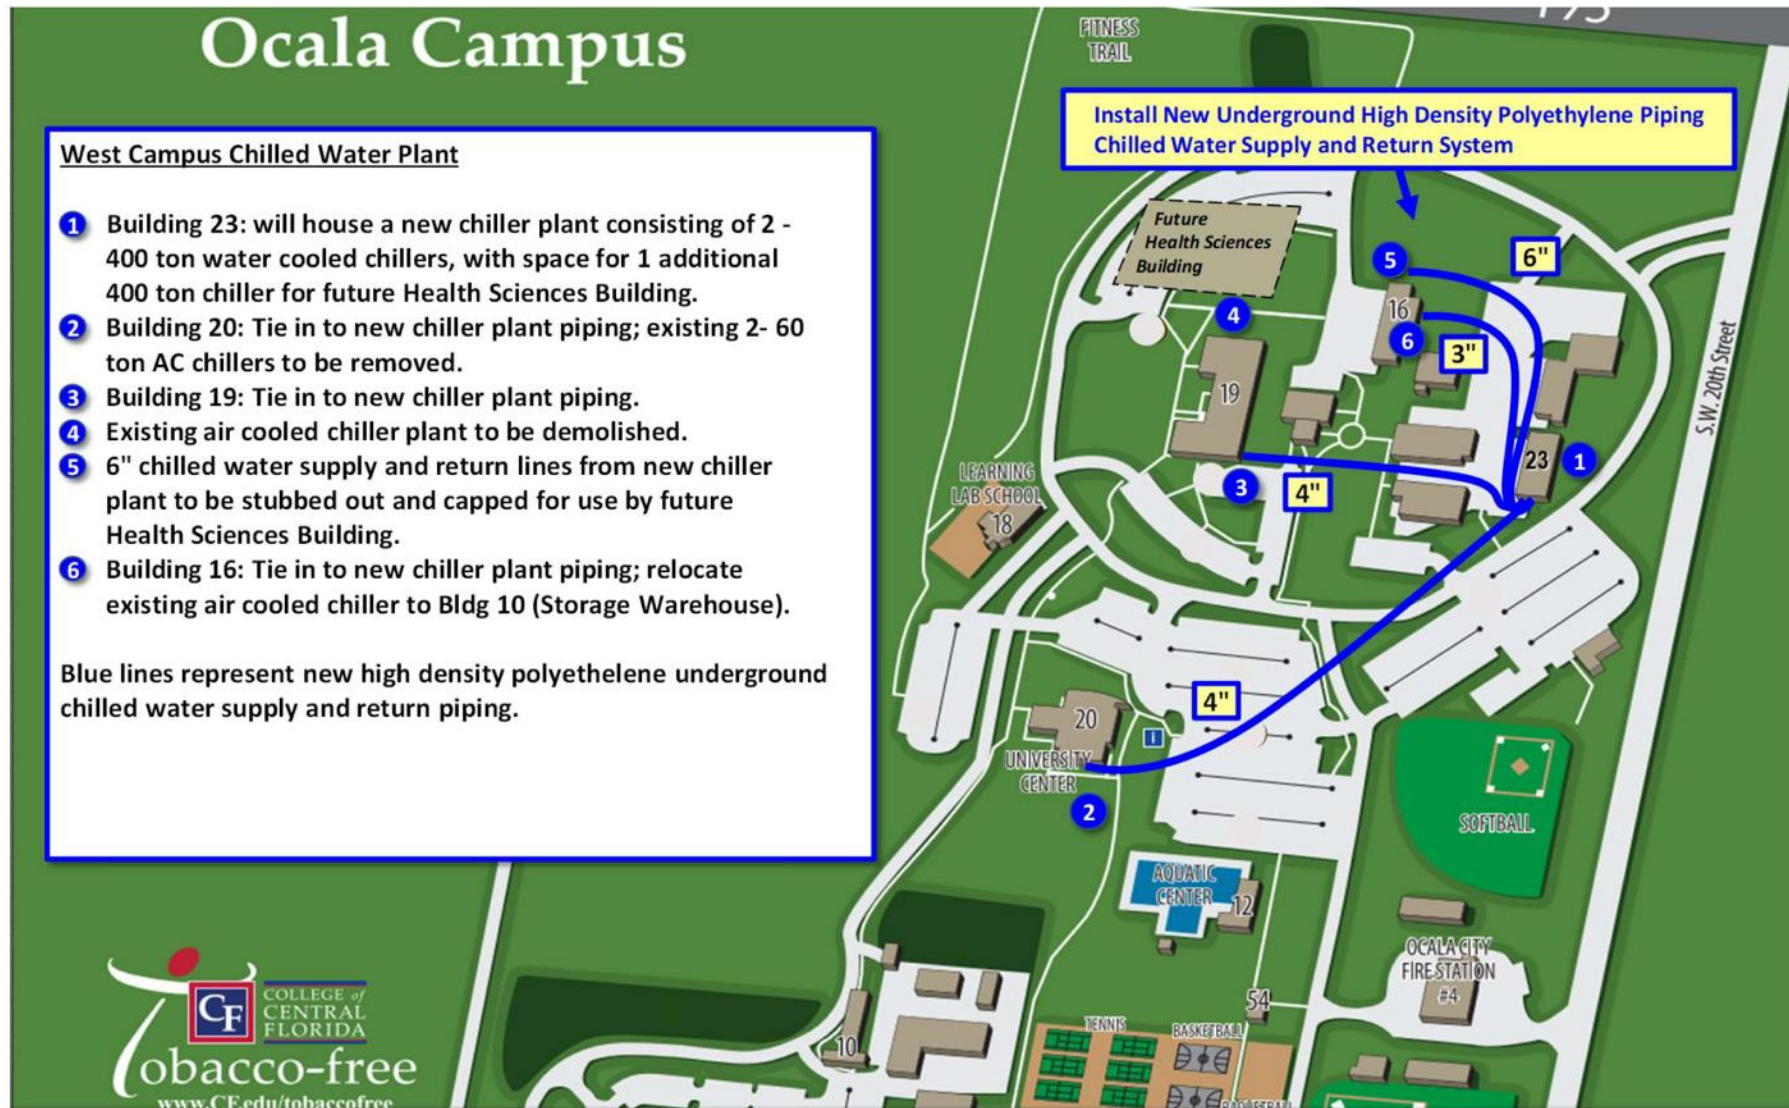 Ocala Campus
West Campus Chilled Water Plant
1 Building 23: will house a new chiller plant consisting of 2 -
400 ton water cooled chillers, with space for 1 additional
400 ton chiller for future Health Sciences Building.
2 Building 20: Tie in to new chiller plant piping; existing 2- 60
ton AC chillers to be removed.
3 Building 19: Tie in to new chiller plant piping.
4 Existing air cooled chiller plant to be demolished.
5 6" chilled water supply and return lines from new chiller
plant to be stubbed out and capped for use by future
Health Sciences Building.
6 Building 16: Tie in to new chiller plant piping; relocate
existing air cooled chiller to Bldg 10 (Storage Warehouse).
Blue lines represent new high density polyethelene underground
chilled water supply and return piping.
FITNESS
TRAIL
Install New Underground High Density Polyethylene Piping
Chilled Water Supply and Return System
Future
Health Sciences
Building
5
6"
4
16
6
3"
19
S.W. 20th Street
23
1
3
4"
LEARNING
LAB SCHOOL
18
4"
20
i
UNIVERSITY
CENTER
2
SOFTBALL
AQUATIC
CENTER
12
OCALA CITY
FIRE STATION
#4
54
TENNIS
BASKETBALL
10
BASKETBALL
CF
COLLEGE of
CENTRAL
FLORIDA
Tobacco-free
www.CF.edu/tobaccofree